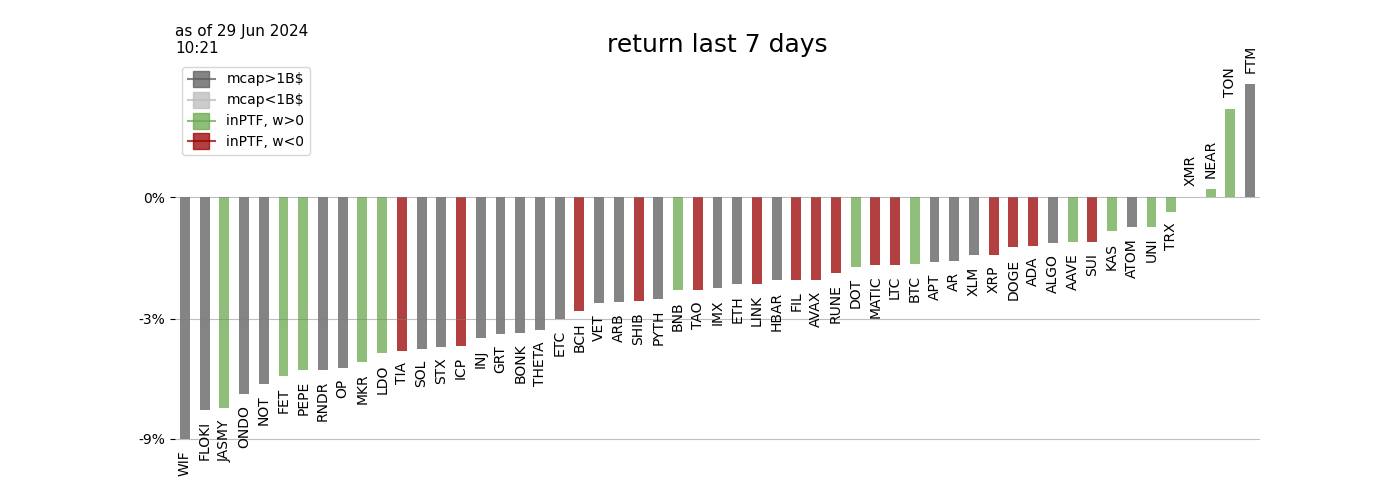 as of 29 Jun 2024
10:21
return last 7 days
mcap>1B$
mcap<1B$
inPTF, w>0
inPTF, w<0
0%
-3%
-9%
WIF
FLOKI
JASMY
ONDO
NOT
FET
PEPE
RNDR
OP
MKR
LDO
TIA
SOL
STX
ICP
INJ
GRT
BONK
THETA
ETC
BCH
VET
ARB
SHIB
PYTH
BNB
TAO
IMX
ETH
LINK
HBAR
FIL
AVAX
RUNE
DOT
MATIC
LTC
BTC
APT
AR
XLM
XRP
DOGE
ADA
ALGO
AAVE
SUI
KAS
ATOM
UNI
TRX
XMR
NEAR
TON
FTM